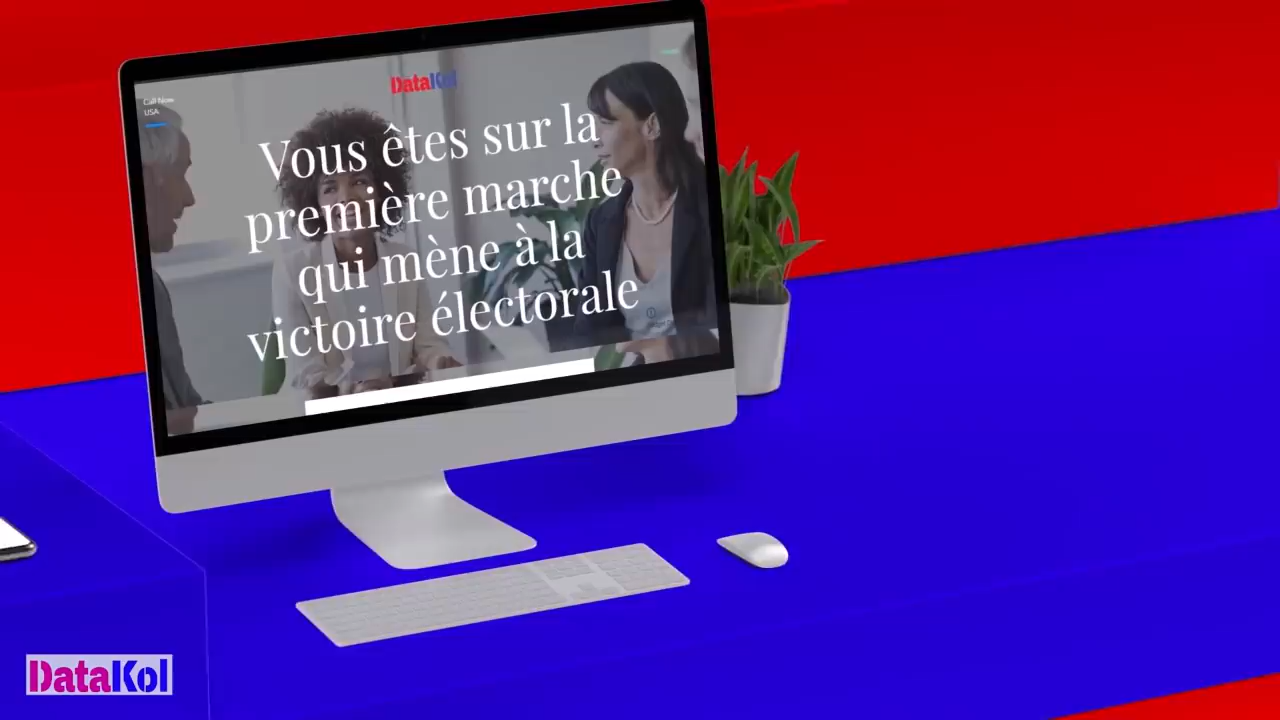 DataKol
Call Now
USA
Vous êtes sur la
première marche
qui mène à la
victoire électorale
DataKol